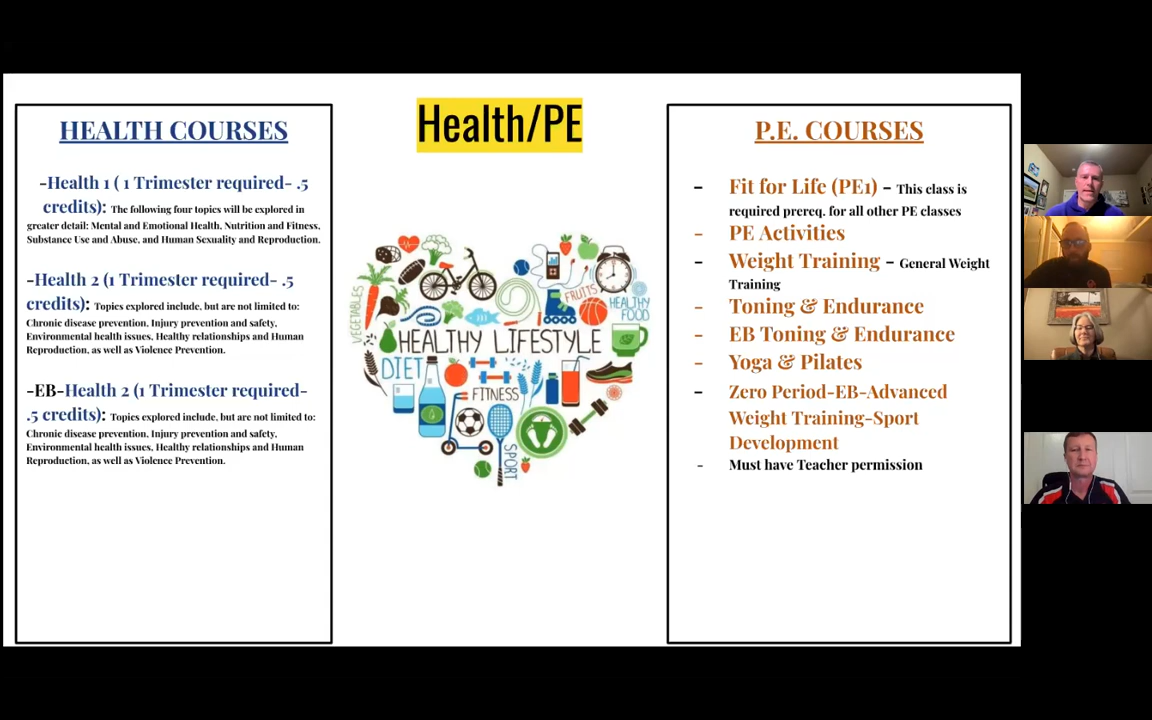 Health/PE
HEALTH COURSES
-Health 1 ( 1 Trimester required- .5
credits): The following four topics will be explored in
greater detail: Mental and Emotional Health, Nutrition and Fitness,
Substance Use and Abuse, and Human Sexuality and Reproduction.
-Health 2 (1 Trimester required- .5
credits): Topics explored include, but are not limited to:
Chronic disease prevention, Injury prevention and safety,
Environmental health issues, Healthy relationships and Human
Reproduction, as well as Violence Prevention.
-EB-Health 2 (1 Trimester required-
.5 credits): Topics explored include, but are not limited to:
Chronic disease prevention, Injury prevention and safety,
Environmental health issues, Healthy relationships and Human
Reproduction, as well as Violence Prevention.
VEGETABLES
FRUITS
HEALTHY
FOOD
HEALTHY LIFESTYLE
DIET
FITNESS
SPORT
P.E. COURSES
- Fit for Life (PE1) – This class is
required prereq. for all other PE classes
- PE Activities
- Weight Training – General Weight
Training
- Toning & Endurance
- EB Toning & Endurance
- Yoga & Pilates
- Zero Period-EB-Advanced
Weight Training-Sport
Development
- Must have Teacher permission